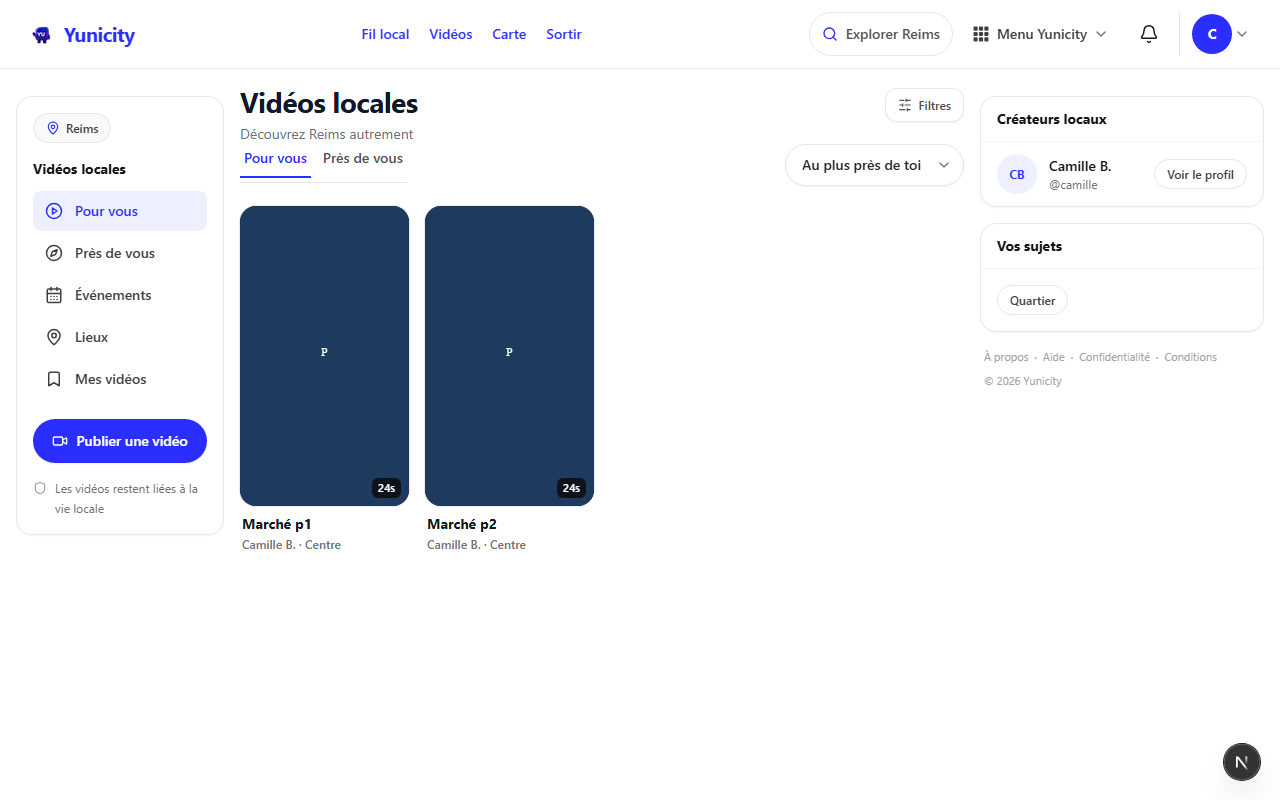 YU Yunicity
Fil local Vidéos Carte Sortir
Explorer Reims
Menu Yunicity
C
Reims
Vidéos locales
Pour vous
Près de vous
Événements
Lieux
Mes vidéos
Publier une vidéo
Les vidéos restent liées à la
vie locale
Vidéos locales
Découvrez Reims autrement
Pour vous Près de vous
Filtres
Au plus près de toi
P
24s
Marché p1
Camille B. · Centre
P
24s
Marché p2
Camille B. · Centre
Créateurs locaux
CB
Camille B.
@camille
Voir le profil
Vos sujets
Quartier
À propos · Aide · Confidentialité · Conditions
© 2026 Yunicity
N